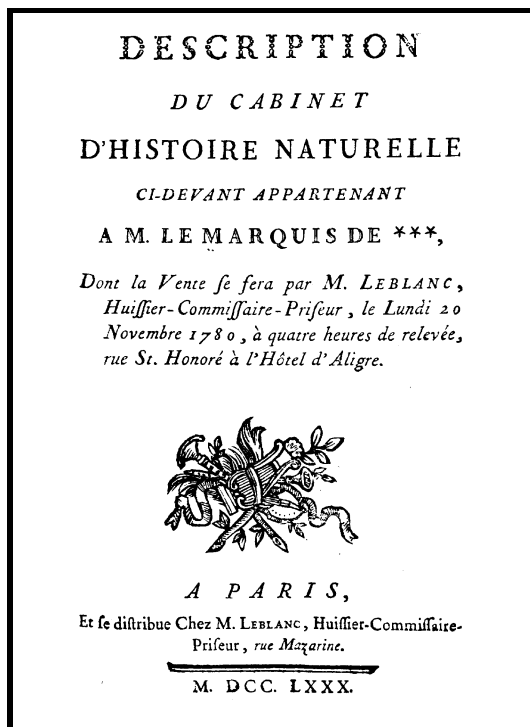 DESCRIPTION
DU CABINET
D'HISTOIRE NATURELLE
CI-DEVANT APPARTENANT
A M. LE MARQUIS DE ***,
Dont la Vente ſe fera par M. LEBLANC,
Huiſſier-Commiſſaire-Priſeur, le Lundi 20
Novembre 1780, à quatre heures de relevée,
rue St. Honoré à l'Hôtel d'Aligre.
A PARIS,
Et ſe diſtribue Chez M. LEBLANC, Huiſſier-Commiſſaire-
Priſeur, rue Mazarine.
M. DCC. LXXX.